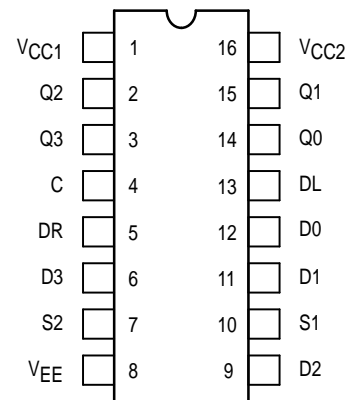 VCC1 1 16 VCC2
Q2 2 15 Q1
Q3 3 14 Q0
C 4 13 DL
DR 5 12 D0
D3 6 11 D1
S2 7 10 S1
VEE 8 9 D2